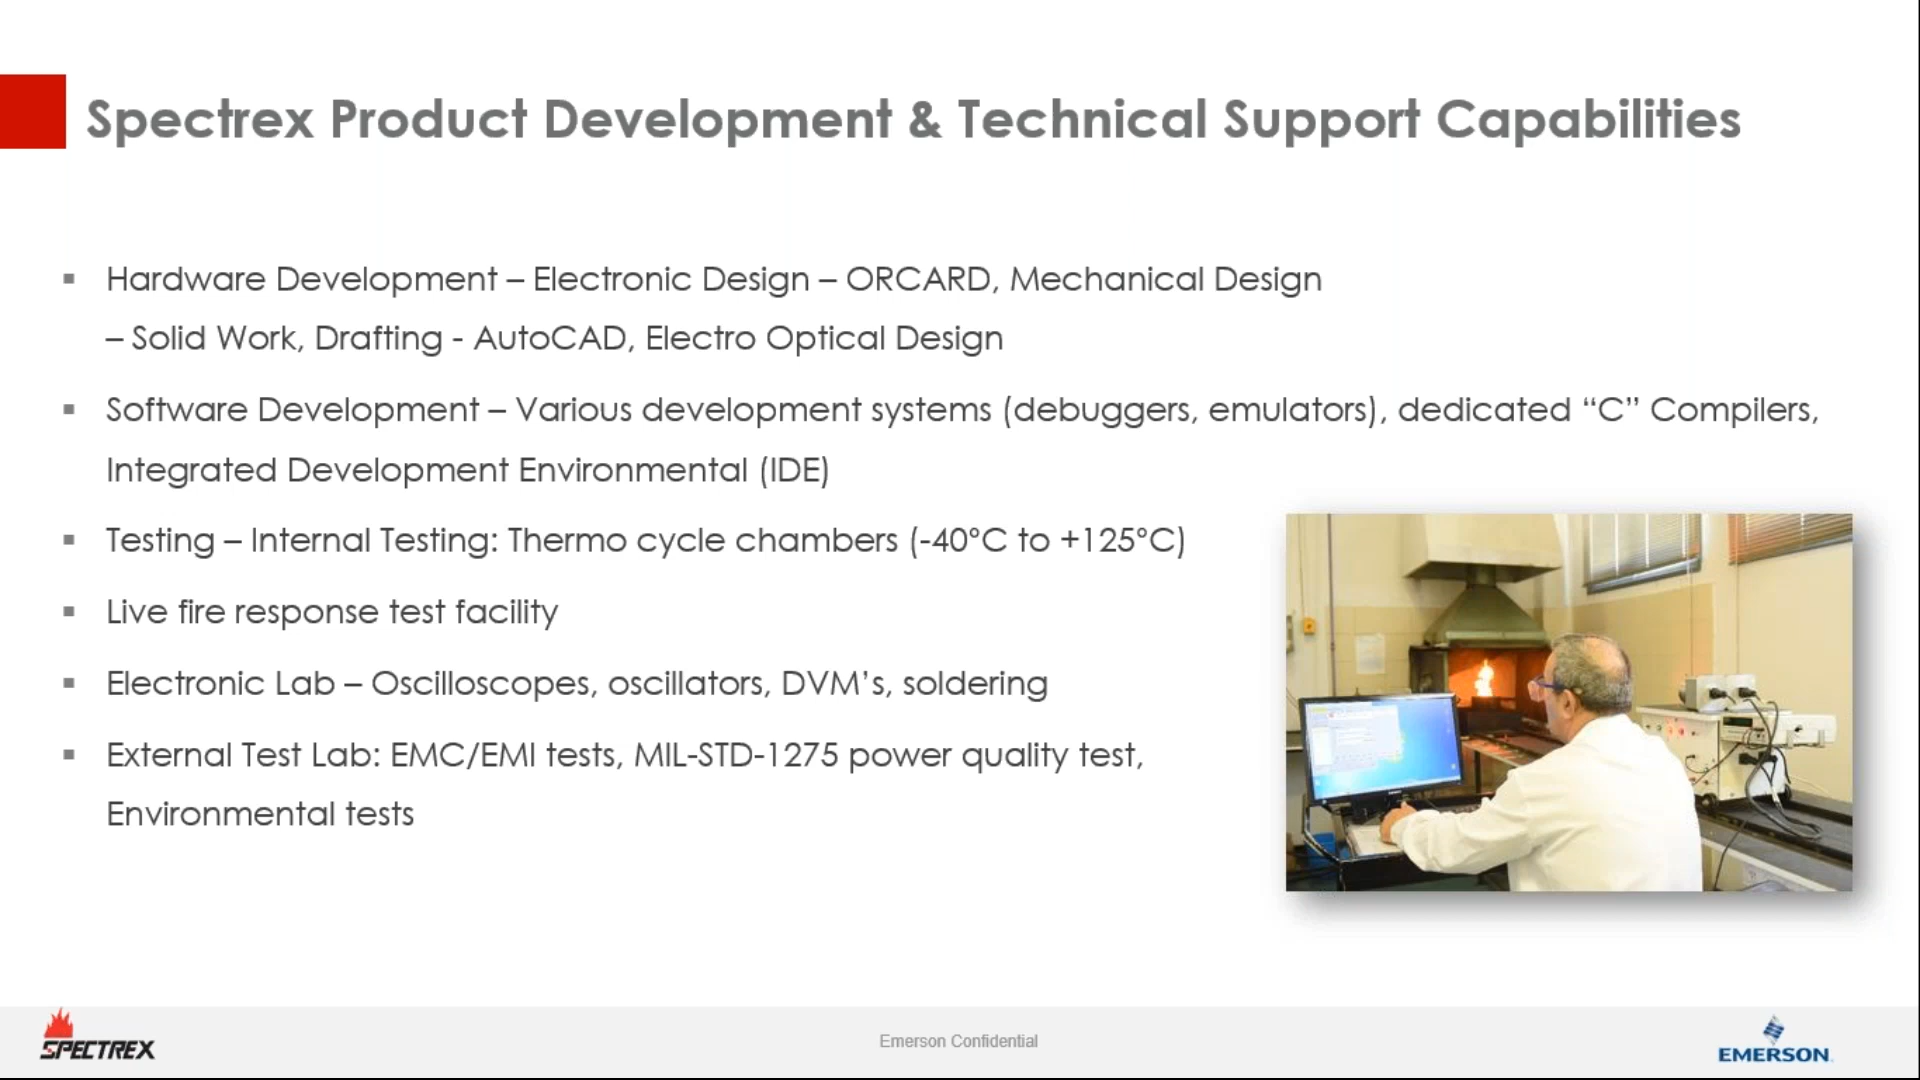 Spectrex Product Development & Technical Support Capabilities
▪ Hardware Development – Electronic Design – ORCARD, Mechanical Design
– Solid Work, Drafting - AutoCAD, Electro Optical Design
▪ Software Development – Various development systems (debuggers, emulators), dedicated “C” Compilers,
Integrated Development Environmental (IDE)
▪ Testing – Internal Testing: Thermo cycle chambers (-40°C to +125°C)
▪ Live fire response test facility
▪ Electronic Lab – Oscilloscopes, oscillators, DVM’s, soldering
▪ External Test Lab: EMC/EMI tests, MIL-STD-1275 power quality test,
Environmental tests
SPECTREX
Emerson Confidential
EMERSON